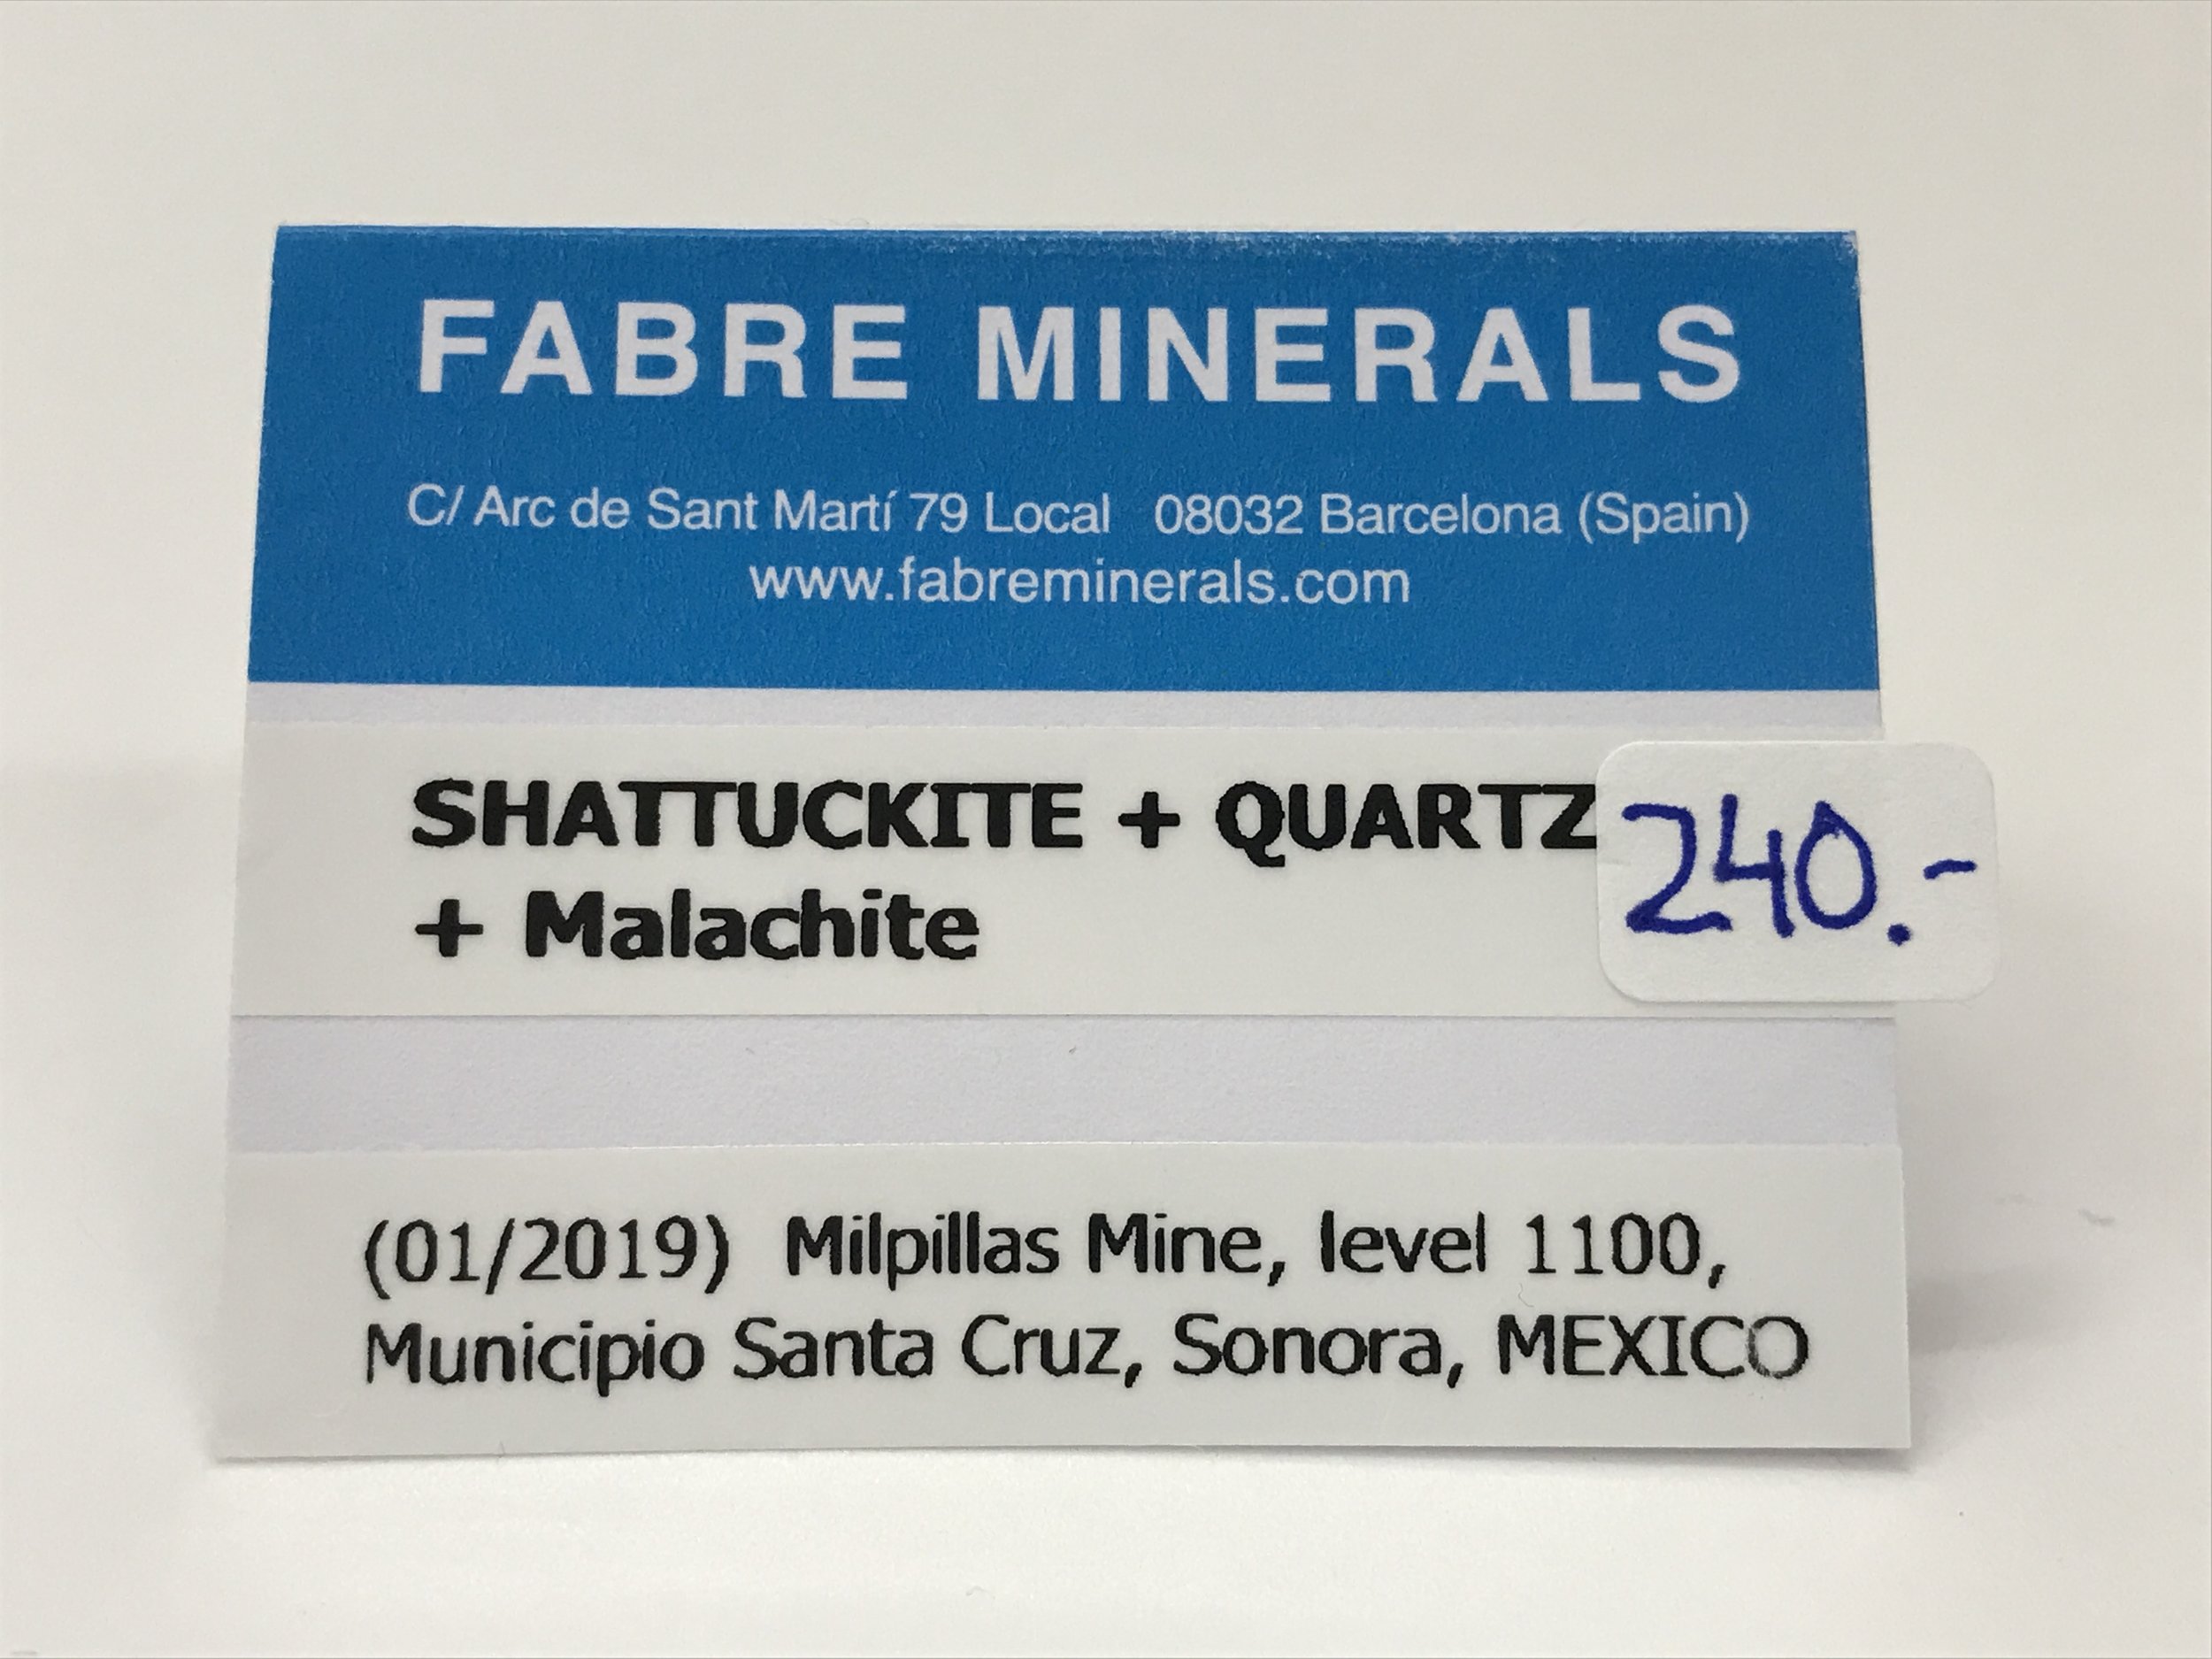 FABRE MINERALS
C/ Arc de Sant Martí 79 Local 08032 Barcelona (Spain)
www.fabreminerals.com
SHATTUCKITE + QUARTZ
+ Malachite
240.-
(01/2019) Milpillas Mine, level 1100,
Municipio Santa Cruz, Sonora, MEXICO